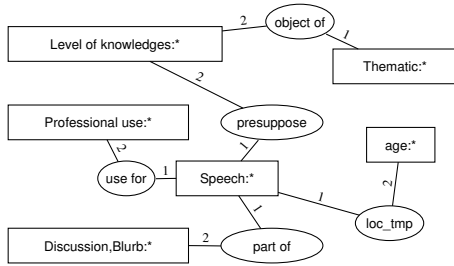 2
object of
Level of knowledges:*
1
Thematic:*
2
Professional use:*
presuppose
1
age:*
2
use for
1
Speech:*
1
2
1
loc_tmp
Discussion,Blurb:*
2
part of